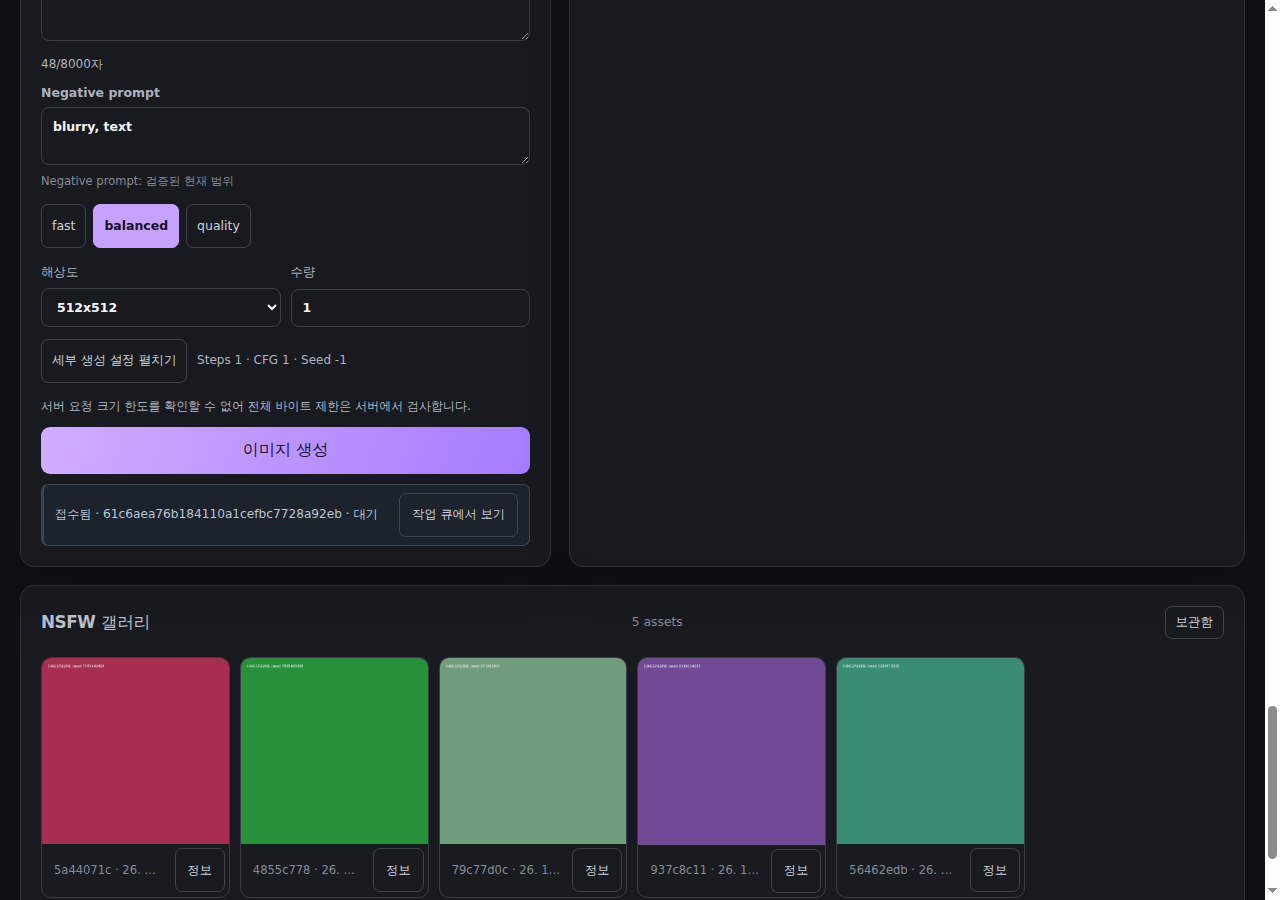 48/8000자
Negative prompt
blurry, text
Negative prompt: 검증된 현재 범위
fast balanced quality
해상도 수량
512x512 1
세부 생성 설정 펼치기 Steps 1 · CFG 1 · Seed -1
서버 요청 크기 한도를 확인할 수 없어 전체 바이트 제한은 서버에서 검사합니다.
이미지 생성
접수됨 · 61c6aea76b184110a1cefbc7728a92eb · 대기 작업 큐에서 보기
NSFW 갤러리 5 assets 보관함
5a44071c · 26. ... 정보 4855c778 · 26. ... 정보 79c77d0c · 26. 1... 정보 937c8c11 · 26. 1... 정보 56462edb · 26. ... 정보